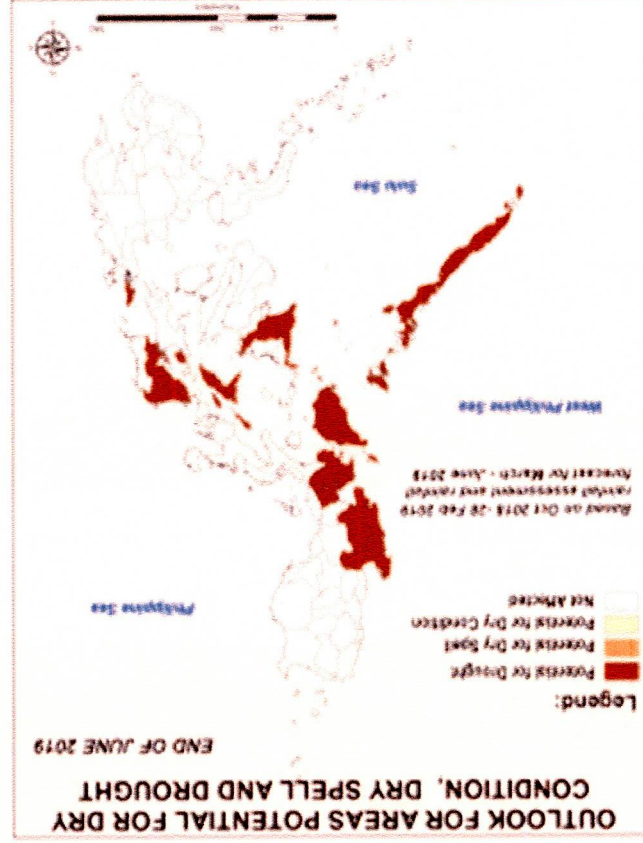 OUTLOOK FOR AREAS POTENTIAL FOR DRY
CONDITION, DRY SPELL AND DROUGHT
END OF JUNE 2019
Legend:
Potential for Drought
Potential for Dry Spell
Potential for Dry Condition
Not Affected
Philippine Sea
Based on Oct 2018 -28 Feb 2019
rainfall assessment and rainfall
forecast for March - June 2019
West Philippine Sea
Sulu Sea